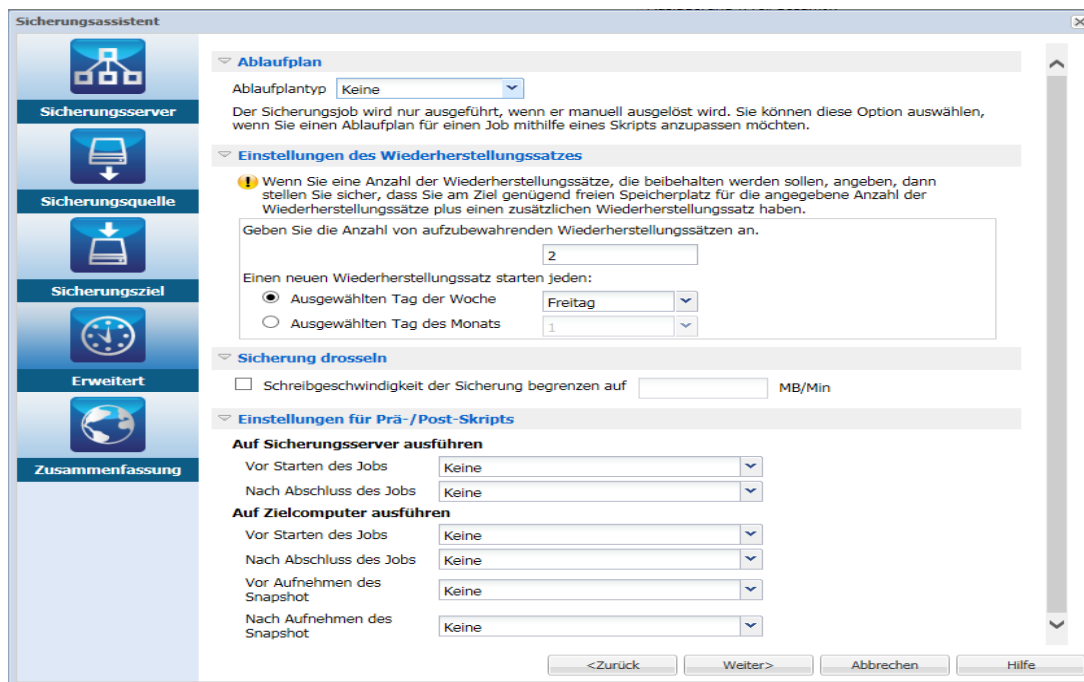 Sicherungsassistent
Sicherungsserver
Sicherungsquelle
Sicherungsziel
Erweitert
Zusammenfassung
Ablaufplan
Ablaufplantyp Keine
Der Sicherungsjob wird nur ausgeführt, wenn er manuell ausgelöst wird. Sie können diese Option auswählen,
wenn Sie einen Ablaufplan für einen Job mithilfe eines Skripts anzupassen möchten.
Einstellungen des Wiederherstellungssatzes
Wenn Sie eine Anzahl der Wiederherstellungssätze, die beibehalten werden sollen, angeben, dann
stellen Sie sicher, dass Sie am Ziel genügend freien Speicherplatz für die angegebene Anzahl der
Wiederherstellungssätze plus einen zusätzlichen Wiederherstellungssatz haben.
Geben Sie die Anzahl von aufzubewahrenden Wiederherstellungssätzen an.
2
Einen neuen Wiederherstellungssatz starten jeden:
Ausgewählten Tag der Woche Freitag
Ausgewählten Tag des Monats 1
Sicherung drosseln
Schreibgeschwindigkeit der Sicherung begrenzen auf MB/Min
Einstellungen für Prä-/Post-Skripts
Auf Sicherungsserver ausführen
Vor Starten des Jobs Keine
Nach Abschluss des Jobs Keine
Auf Zielcomputer ausführen
Vor Starten des Jobs Keine
Nach Abschluss des Jobs Keine
Vor Aufnehmen des
Snapshot Keine
Nach Aufnehmen des
Snapshot Keine
<Zurück Weiter> Abbrechen Hilfe